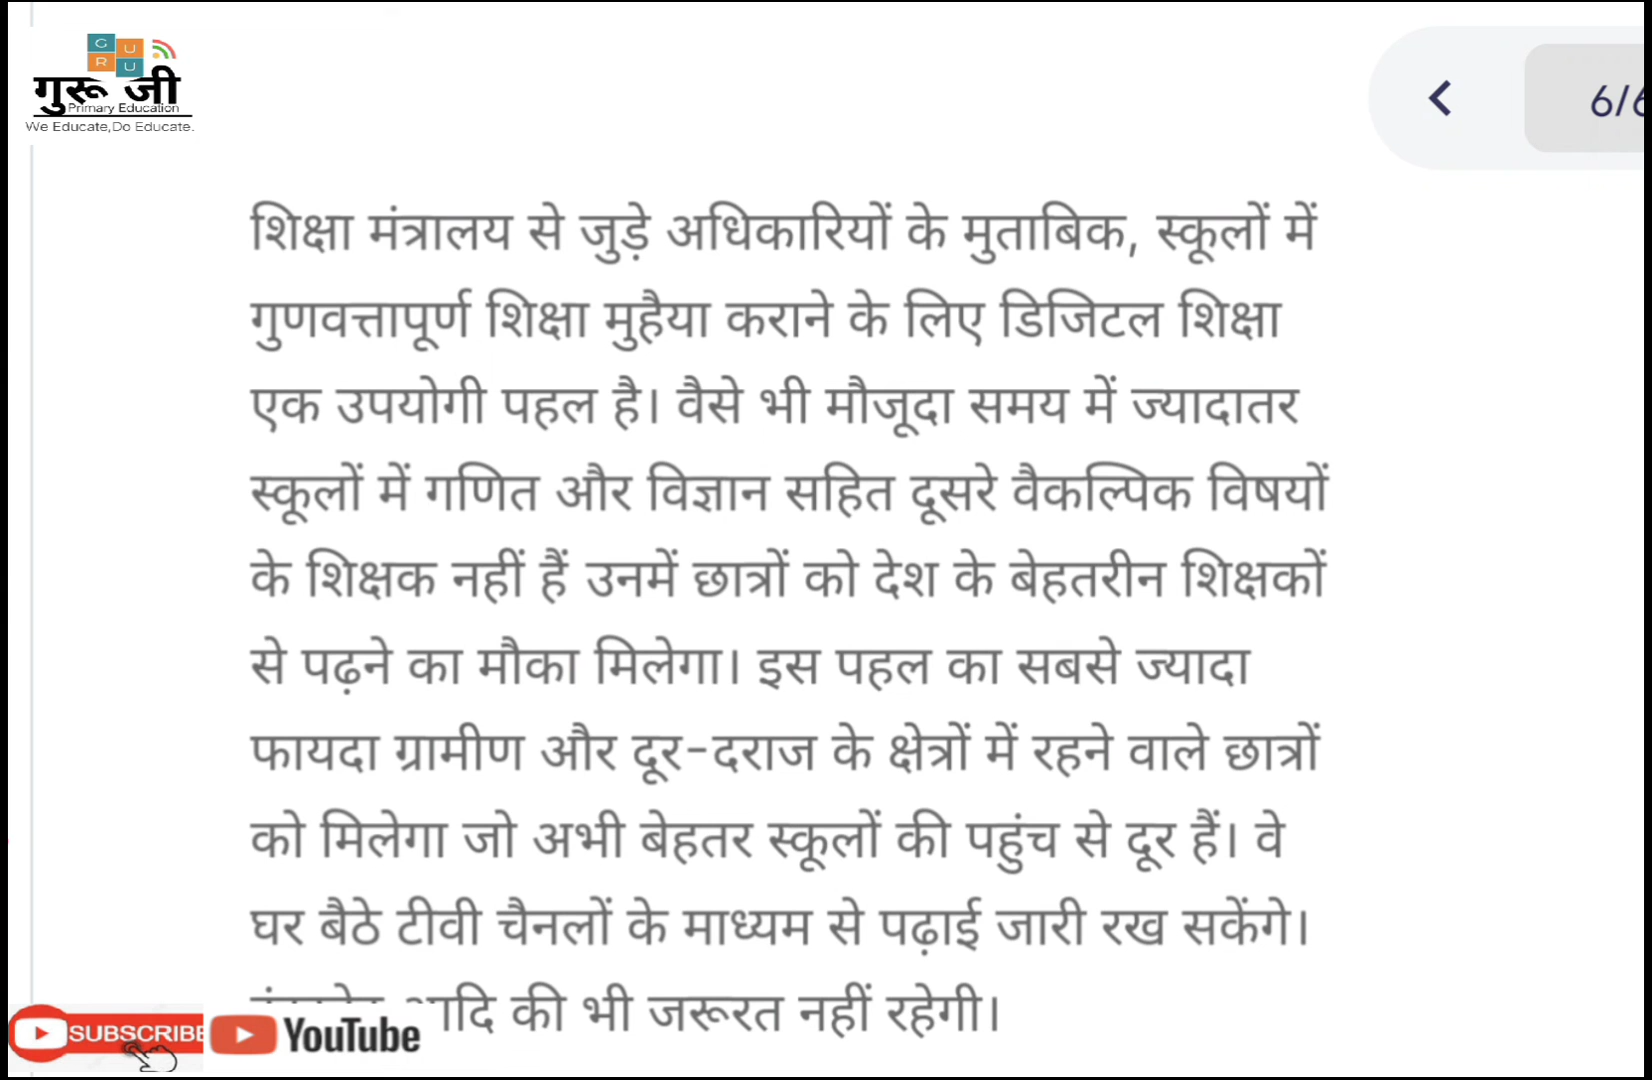 G U
R U
गुरू जी
Primary Education
We Educate,Do Educate.
6/6
शिक्षा मंत्रालय से जुड़े अधिकारियों के मुताबिक, स्कूलों में
गुणवत्तापूर्ण शिक्षा मुहैया कराने के लिए डिजिटल शिक्षा
एक उपयोगी पहल है। वैसे भी मौजूदा समय में ज्यादातर
स्कूलों में गणित और विज्ञान सहित दूसरे वैकल्पिक विषयों
के शिक्षक नहीं हैं उनमें छात्रों को देश के बेहतरीन शिक्षकों
से पढ़ने का मौका मिलेगा। इस पहल का सबसे ज्यादा
फायदा ग्रामीण और दूर-दराज के क्षेत्रों में रहने वाले छात्रों
को मिलेगा जो अभी बेहतर स्कूलों की पहुंच से दूर हैं। वे
घर बैठे टीवी चैनलों के माध्यम से पढ़ाई जारी रख सकेंगे।
आदि की भी जरूरत नहीं रहेगी।
SUBSCRIBE YouTube